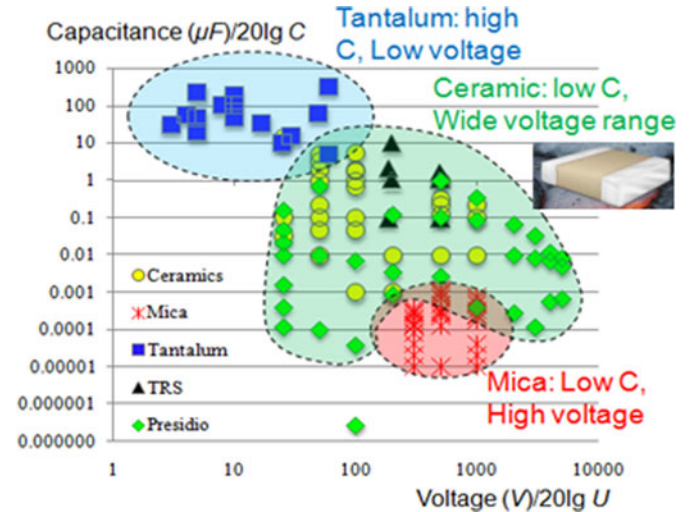 Tantalum: high
C, Low voltage
Capacitance (µF)/20lg C
Ceramic: low C,
Wide voltage range
1000
100
10
1
0.1
0.01
0.001
0.0001
0.00001
0.000001
0.000000
Ceramics
Mica
Tantalum
TRS
Presidio
Mica: Low C,
High voltage
1 10 100 1000 10000
Voltage (V)/20lg U